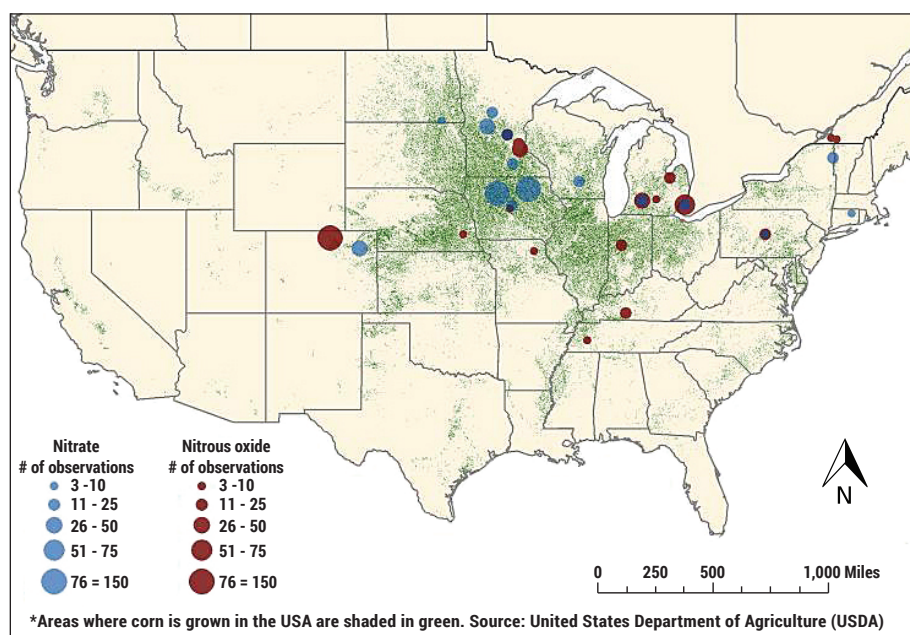 Nitrate
# of observations
3 -10
11 - 25
26 - 50
51 - 75
76 = 150
Nitrous oxide
# of observations
3 -10
11 - 25
26 - 50
51 - 75
76 = 150
N
0 250 500 1,000 Miles
*Areas where corn is grown in the USA are shaded in green. Source: United States Department of Agriculture (USDA)